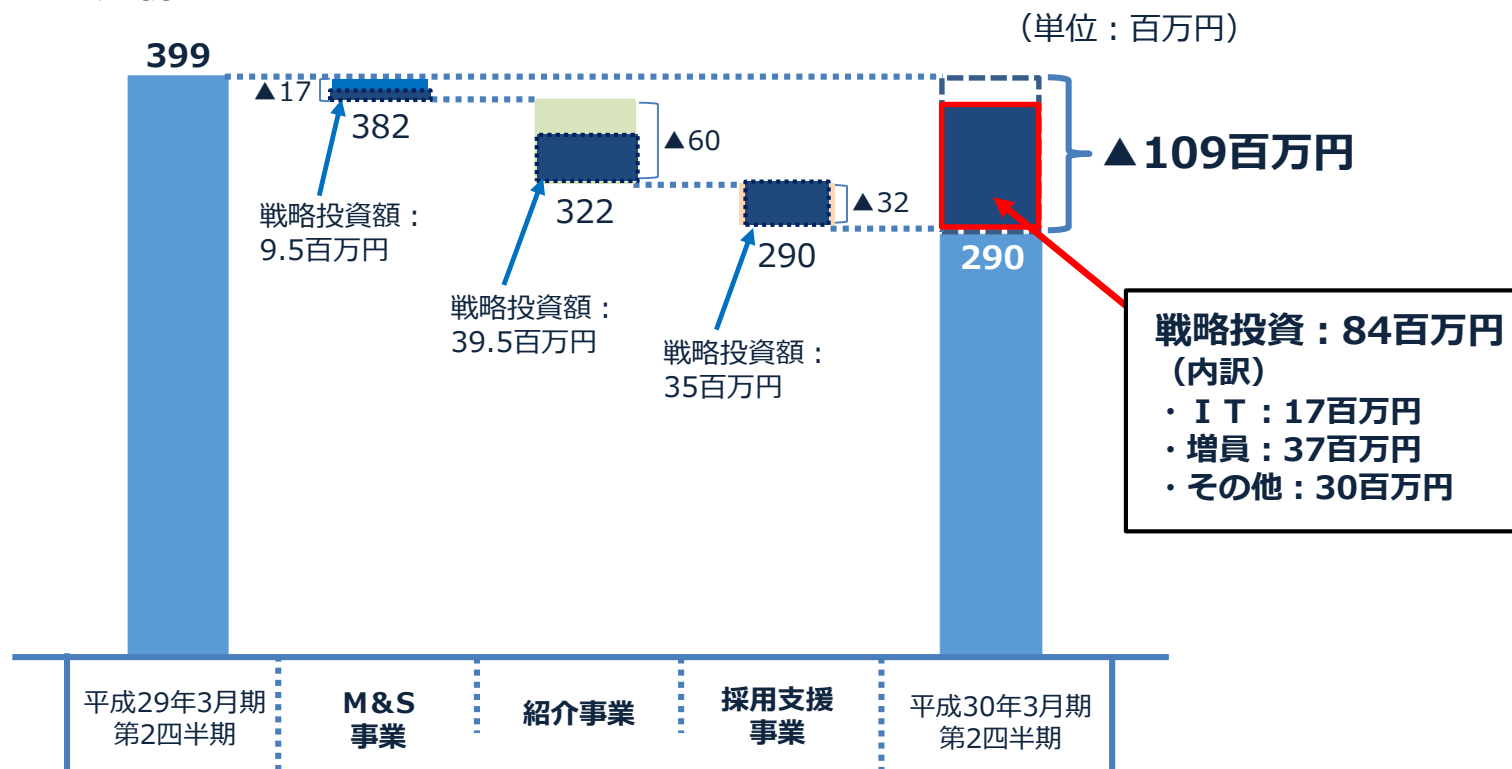 （単位：百万円）
399
▲17
382
戦略投資額：
9.5百万円
▲60
322
戦略投資額：
39.5百万円
▲32
290
戦略投資額：
35百万円
▲109百万円
290
戦略投資：84百万円
（内訳）
・ＩＴ：17百万円
・増員：37百万円
・その他：30百万円
平成29年3月期
第2四半期
M&S
事業
紹介事業
採用支援
事業
平成30年3月期
第2四半期